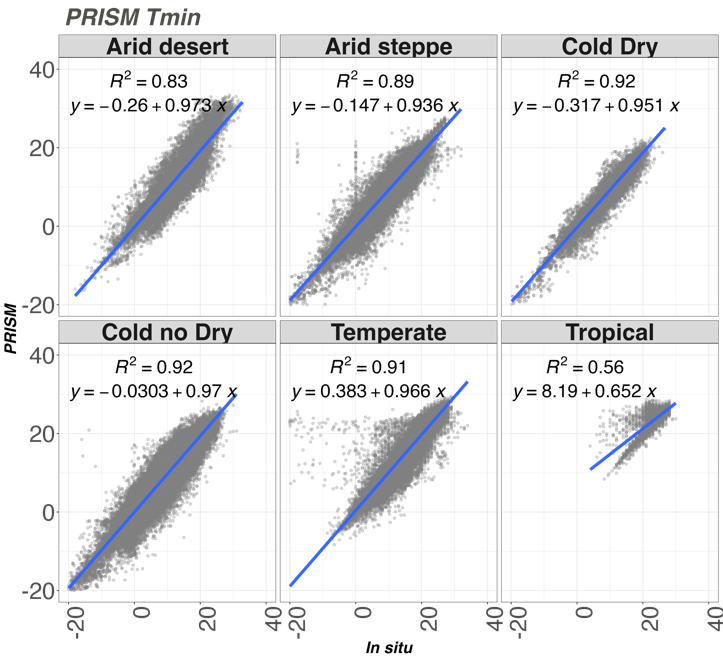 PRISM Tmin
Arid desert Arid steppe Cold Dry
R² = 0.83 R² = 0.89 R² = 0.92
y = −0.26 + 0.973 x y = −0.147 + 0.936 x y = −0.317 + 0.951 x
40
20
0
-20
PRISM
Cold no Dry Temperate Tropical
R² = 0.92 R² = 0.91 R² = 0.56
y = −0.0303 + 0.97 x y = 0.383 + 0.966 x y = 8.19 + 0.652 x
40
20
0
-20
-20 0 20 40 -20 0 20 40 -20 0 20 40
In situ